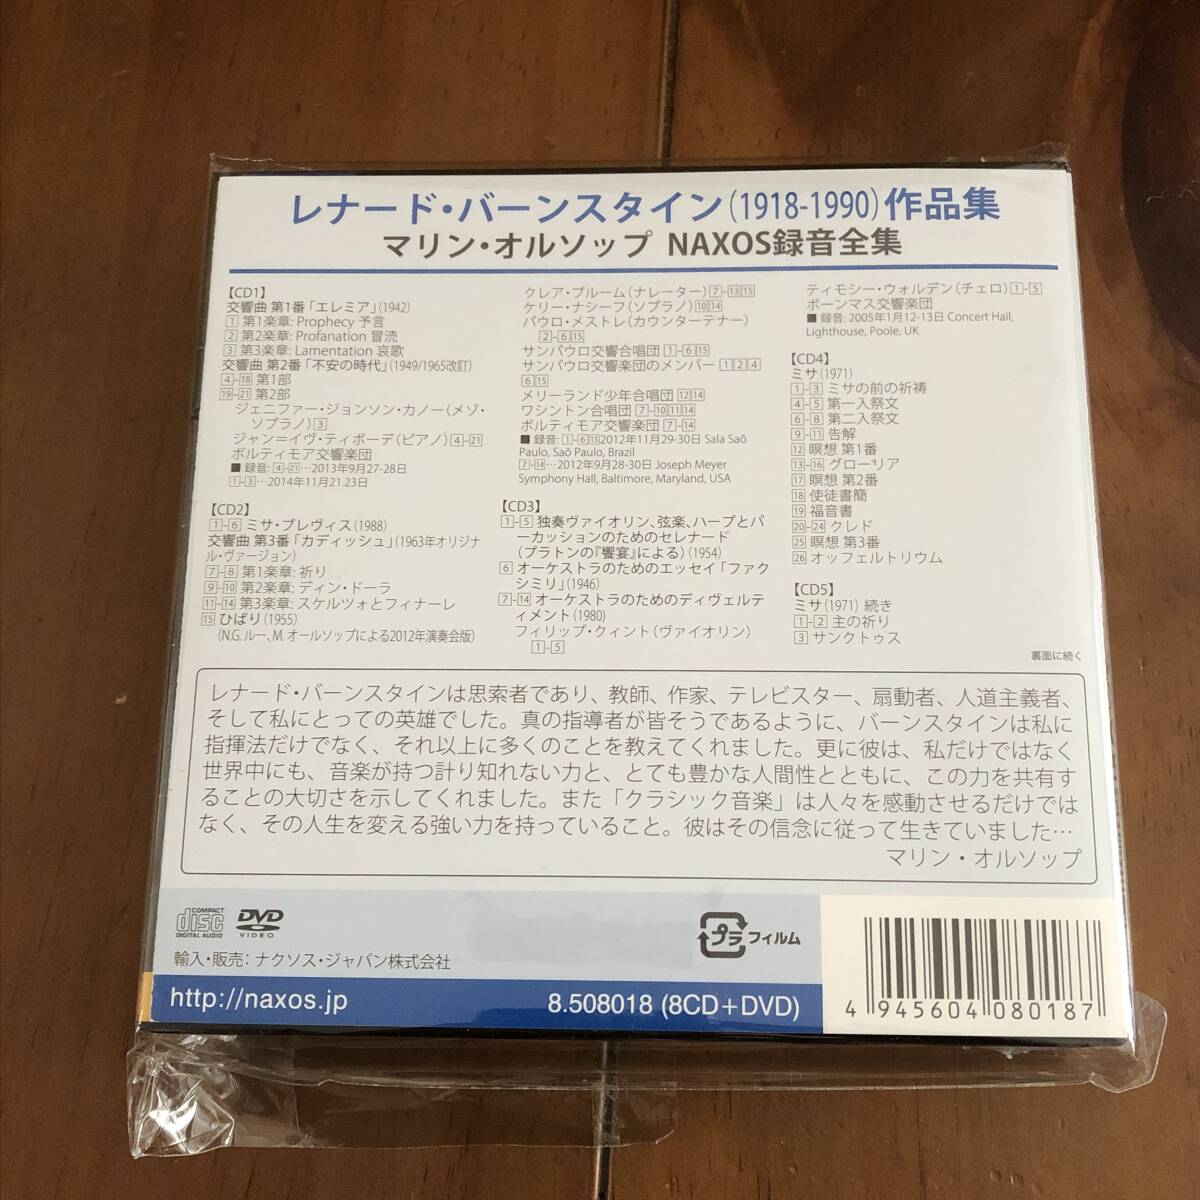 レナード・バーンスタイン(1918-1990)作品集
マリン・オルソップ NAXOS録音全集
【CD1】
交響曲 第1番「エレミア」(1942)
1 第1楽章: Prophecy 予言
2 第2楽章: Profanation 冒涜
3 第3楽章: Lamentation 哀歌
交響曲 第2番「不安の時代」(1949/1965改訂)
4-18 第1部
19-21 第2部
ジェニファー・ジョンソン・カノー(メゾ・
ソプラノ)3
ジャン=イヴ・ティボーデ(ピアノ)4-21
ボルティモア交響楽団
■ 録音: 4-21…2013年9月27-28日
1-3…2014年11月21.23日
【CD2】
1-6 ミサ・ブレヴィス(1988)
交響曲 第3番「カディッシュ」(1963年オリジナ
ル・ヴァージョン)
7-8 第1楽章: 祈り
9-10 第2楽章: ディン・ドーラ
11-14 第3楽章: スケルツォとフィナーレ
15 ひばり(1955)
(N.G. ルー、M. オールソップによる2012年演奏会版)
クレア・ブルーム(ナレーター)7-13 15
ケリー・ナシーフ(ソプラノ)10 14
パウロ・メストレ(カウンターテナー)
2-6 15
サンパウロ交響合唱団 1-6 15
サンパウロ交響楽団のメンバー 1 2 4
6 15
メリーランド少年合唱団 12 14
ワシントン合唱団 7-10 11 14
ボルティモア交響楽団 7-14
■ 録音: 1-6 15 2012年11月29-30日 Sala Saõ
Paulo, Saõ Paulo, Brazil
7-14…2012年9月28-30日 Joseph Meyer
Symphony Hall, Baltimore, Maryland, USA
【CD3】
1-5 独奏ヴァイオリン、弦楽、ハープとパ
ーカッションのためのセレナード
(プラトンの『饗宴』による)(1954)
6 オーケストラのためのエッセイ「ファク
シミリ」(1946)
7-14 オーケストラのためのディヴェルティ
メント(1980)
フィリップ・クィント(ヴァイオリン)
1-5
ティモシー・ウォルデン(チェロ)1-5
ボーンマス交響楽団
■ 録音: 2005年1月12-13日 Concert Hall,
Lighthouse, Poole, UK
【CD4】
ミサ(1971)
1-3 ミサの前の祈祷
4-5 第一入祭文
6-8 第二入祭文
9-11 告解
12 瞑想 第1番
13-16 グローリア
17 瞑想 第2番
18 使徒書簡
19 福音書
20-24 クレド
25 瞑想 第3番
26 オッフェルトリウム
【CD5】
ミサ(1971) 続き
1-2 主の祈り
3 サンクトゥス
裏面に続く
レナード・バーンスタインは思索者であり、教師、作家、テレビスター、扇動者、人道主義者、
そして私にとっての英雄でした。真の指導者が皆そうであるように、バーンスタインは私に
指揮法だけでなく、それ以上に多くのことを教えてくれました。更に彼は、私だけではなく
世界中にも、音楽が持つ計り知れない力と、とても豊かな人間性とともに、この力を共有す
ることの大切さを示してくれました。また「クラシック音楽」は人々を感動させるだけでは
なく、その人生を変える強い力を持っていること。彼はその信念に従って生きていました…
マリン・オルソップ
COMPACT disc DIGITAL AUDIO
DVD VIDEO
プラ フィルム
輸入・販売: ナクソス・ジャパン株式会社
http://naxos.jp
8.508018 (8CD+DVD)
4 945604 080187